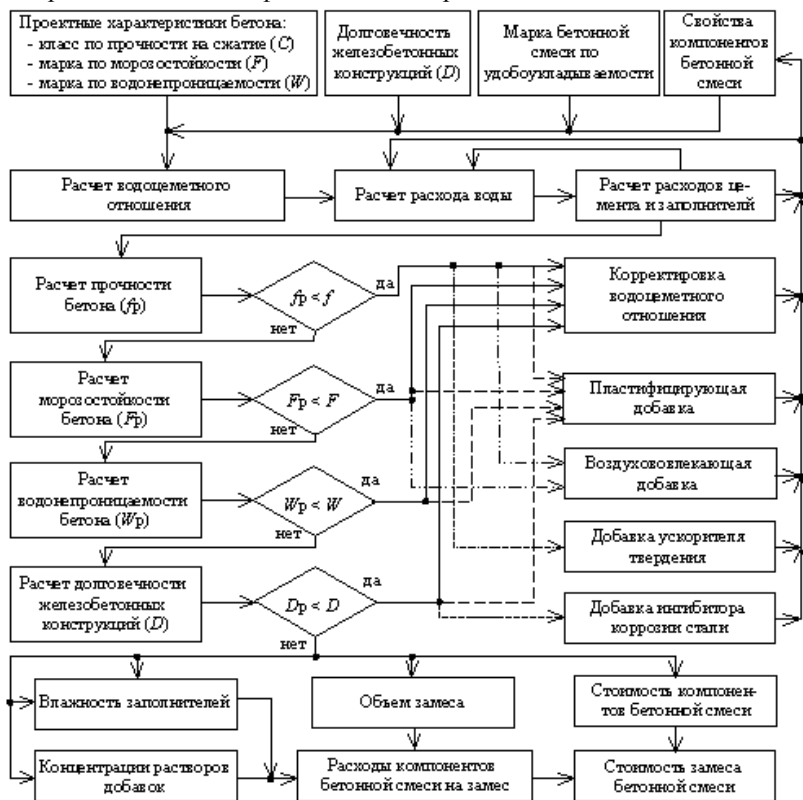 Проектные характеристики бетона:
- класс по прочности на сжатие (C)
- марка по морозостойкости (F)
- марка по водонепроницаемости (W)
Долговечность
железобетонных
конструкций (D)
Марка бетонной
смеси по
удобоукладываемости
Свойства
компонентов
бетонной
смеси
Расчет водоцеметного
отношения
Расчет расхода воды
Расчет расходов це-
мента и заполнителй
Расчет прочности
бетона (fр)
fр < f
да
нет
Корректировка
водоцеметного
отношения
Расчет
морозостойкости
бетона (Fр)
Fр < F
да
нет
Пластифицирующая
добавка
Расчет
водонепроницаемости
бетона (Wр)
Wр < W
да
нет
Воздухововлекающая
добавка
Добавка ускорителя
твердения
Расчет долговечности
железобетонных
конструкций (D)
Dр < D
да
нет
Добавка ингибитора
коррозии стали
Влажность заполнителей
Объем замеса
Стоимость компонен-
тов бетонной смеси
Концентрации растворов
добавок
Расходы компонентов
бетонной смеси на замес
Стоимость замеса
бетонной смеси